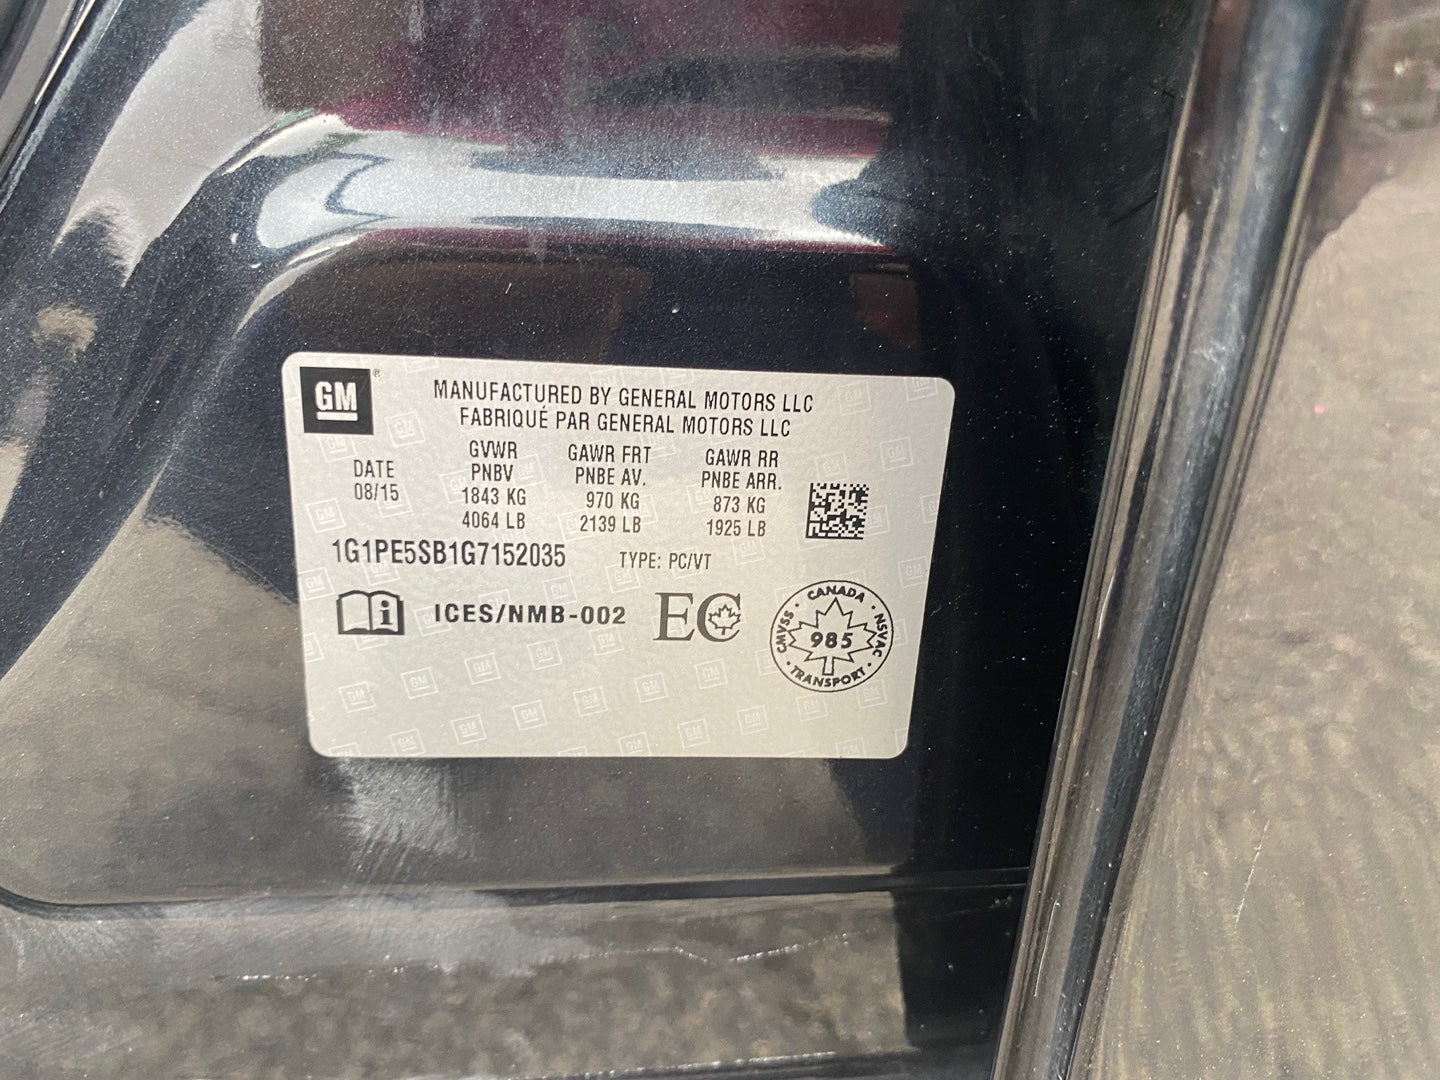 GM®
MANUFACTURED BY GENERAL MOTORS LLC
FABRIQUÉ PAR GENERAL MOTORS LLC
DATE
08/15
GVWR
PNBV
1843 KG
4064 LB
GAWR FRT
PNBE AV.
970 KG
2139 LB
GAWR RR
PNBE ARR.
873 KG
1925 LB
1G1PE5SB1G7152035
TYPE: PC/VT
i
ICES/NMB-002
EC
CANADA
CMVSS
985
NSVAC
TRANSPORT